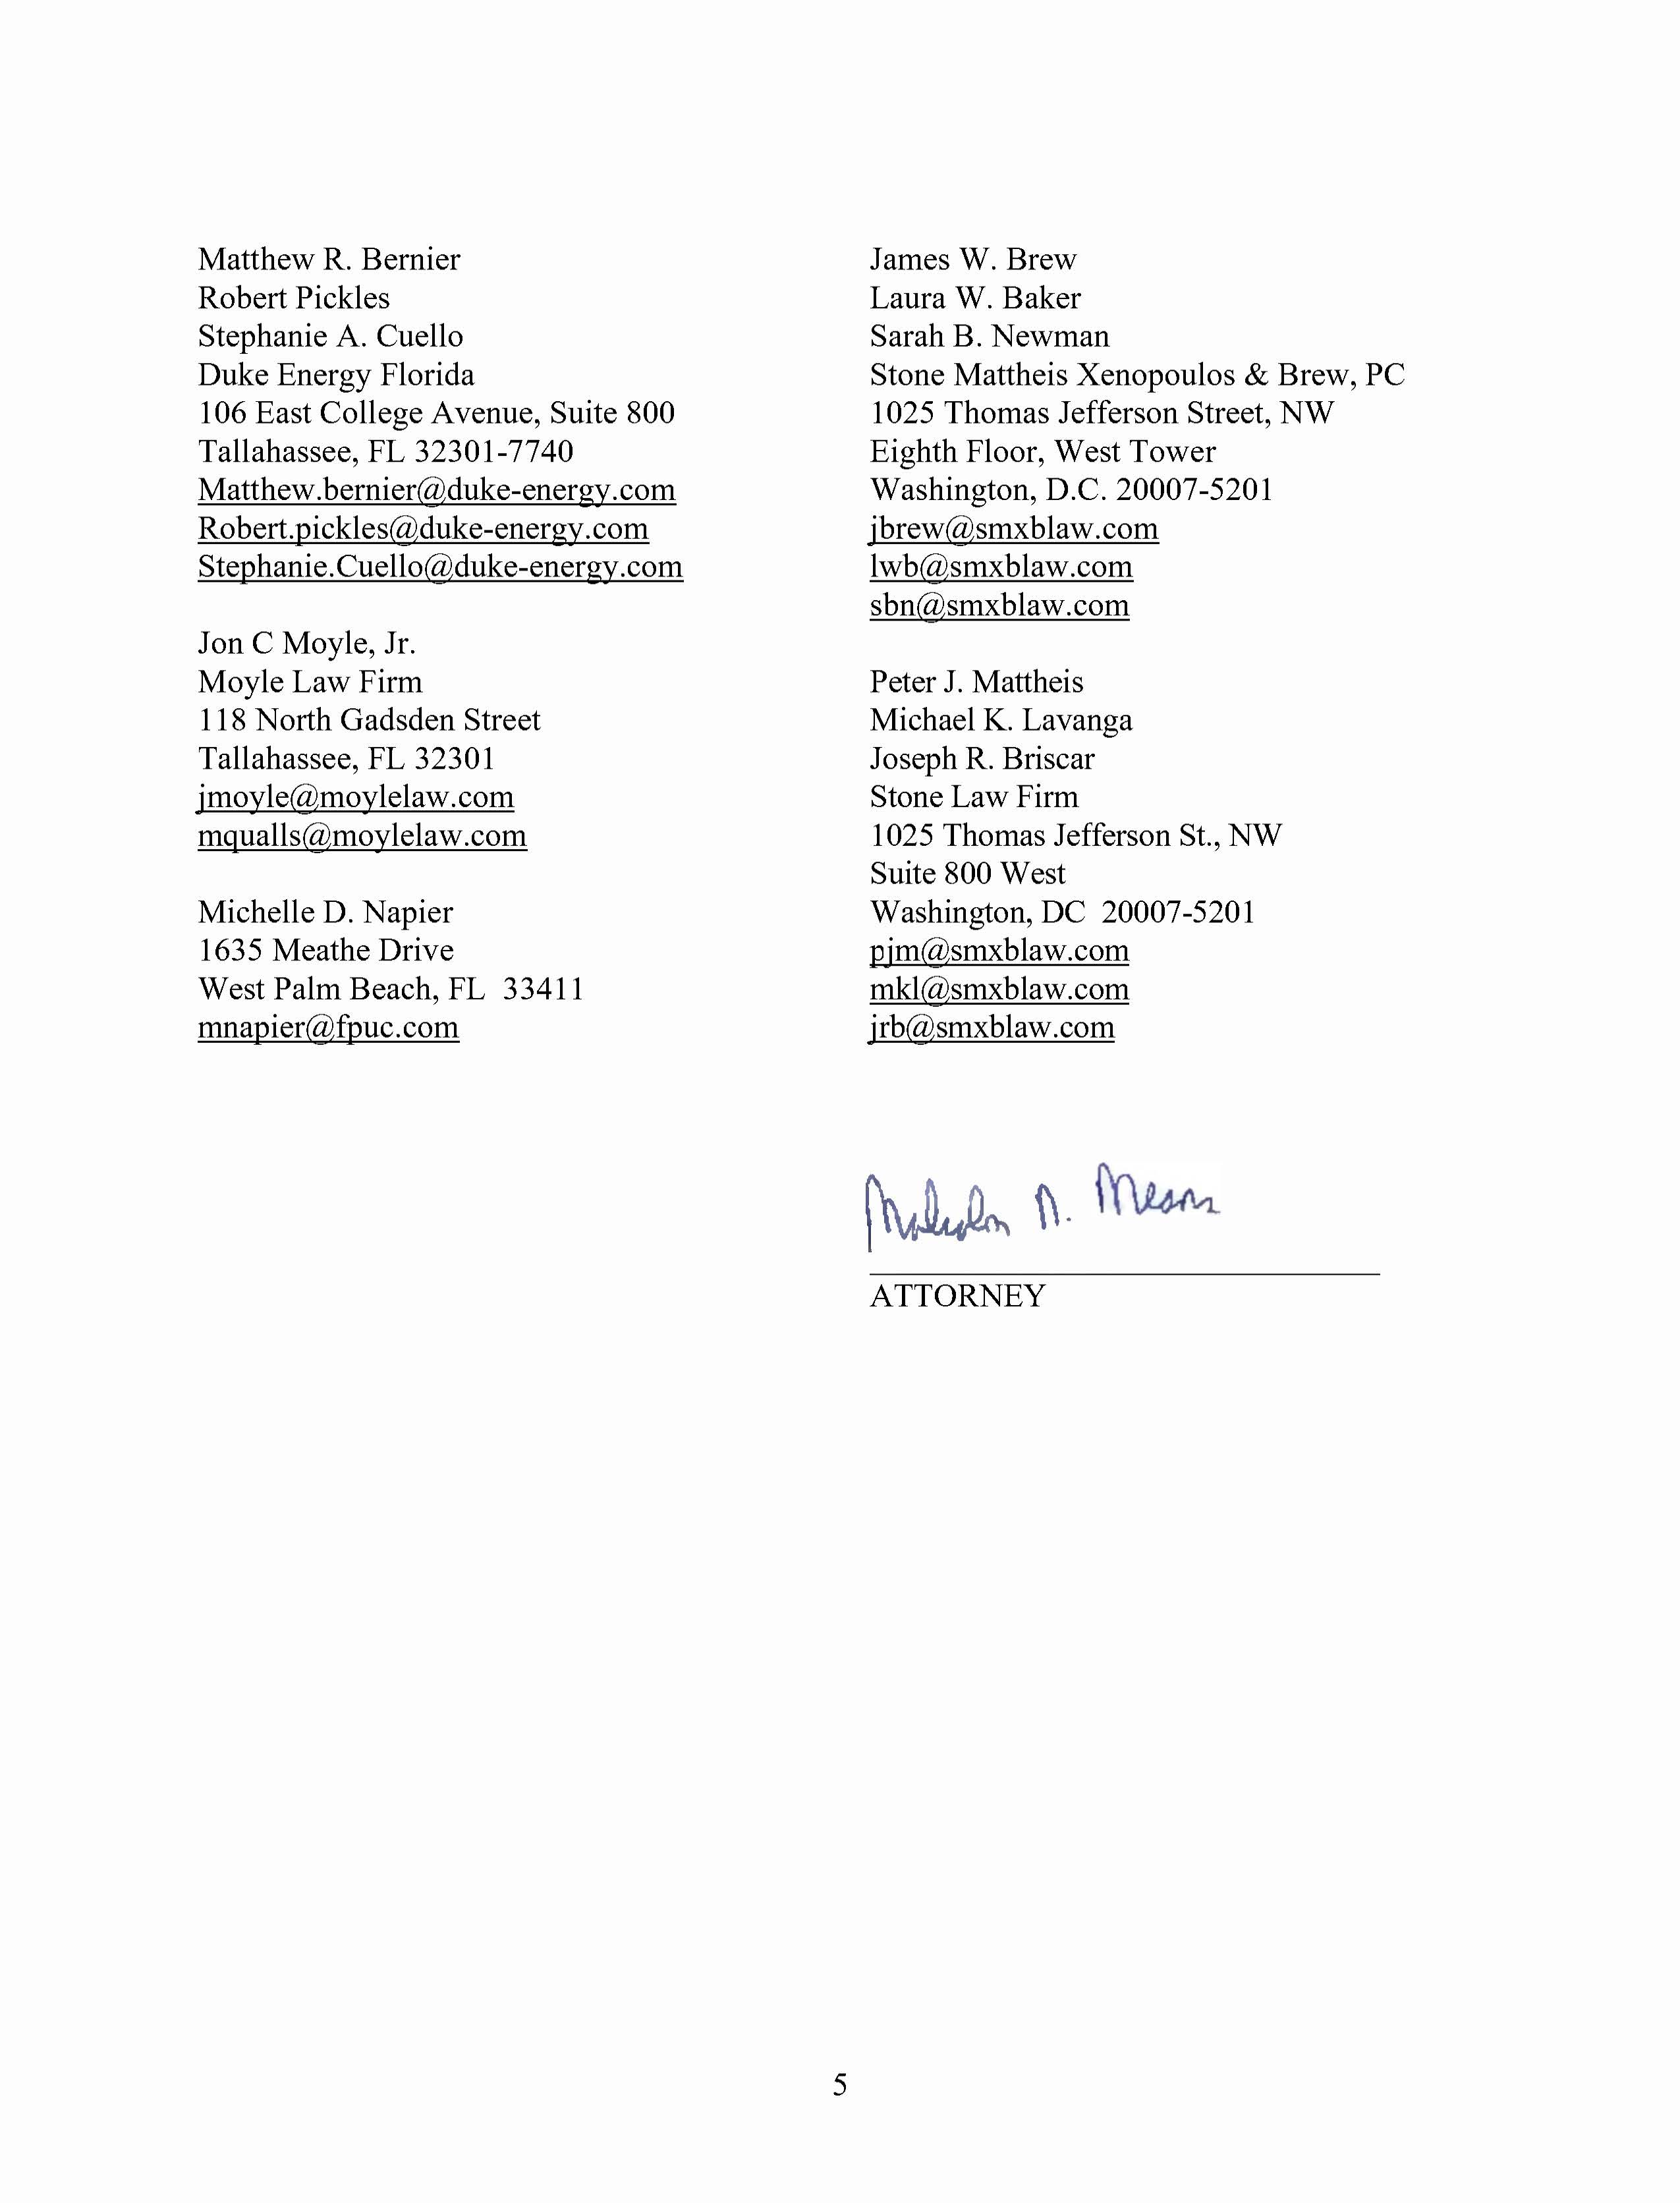 Matthew R. Bernier
Robert Pickles
Stephanie A. Cuello
Duke Energy Florida
106 East College Avenue, Suite 800
Tallahassee, FL 32301-7740
Matthew.bernier@duke-energy.com
Robert.pickles@duke-energy.com
Stephanie.Cuello@duke-energy.com
Jon C Moyle, Jr.
Moyle Law Firm
118 North Gadsden Street
Tallahassee, FL 32301
jmoyle@moylelaw.com
mqualls@moylelaw.com
Michelle D. Napier
1635 Meathe Drive
West Palm Beach, FL  33411
mnapier@fpuc.com
James W. Brew
Laura W. Baker
Sarah B. Newman
Stone Mattheis Xenopoulos & Brew, PC
1025 Thomas Jefferson Street, NW
Eighth Floor, West Tower
Washington, D.C. 20007-5201
jbrew@smxblaw.com
lwb@smxblaw.com
sbn@smxblaw.com
Peter J. Mattheis
Michael K. Lavanga
Joseph R. Briscar
Stone Law Firm
1025 Thomas Jefferson St., NW
Suite 800 West
Washington, DC  20007-5201
pjm@smxblaw.com
mkl@smxblaw.com
jrb@smxblaw.com
Malcolm N. Means
ATTORNEY
5